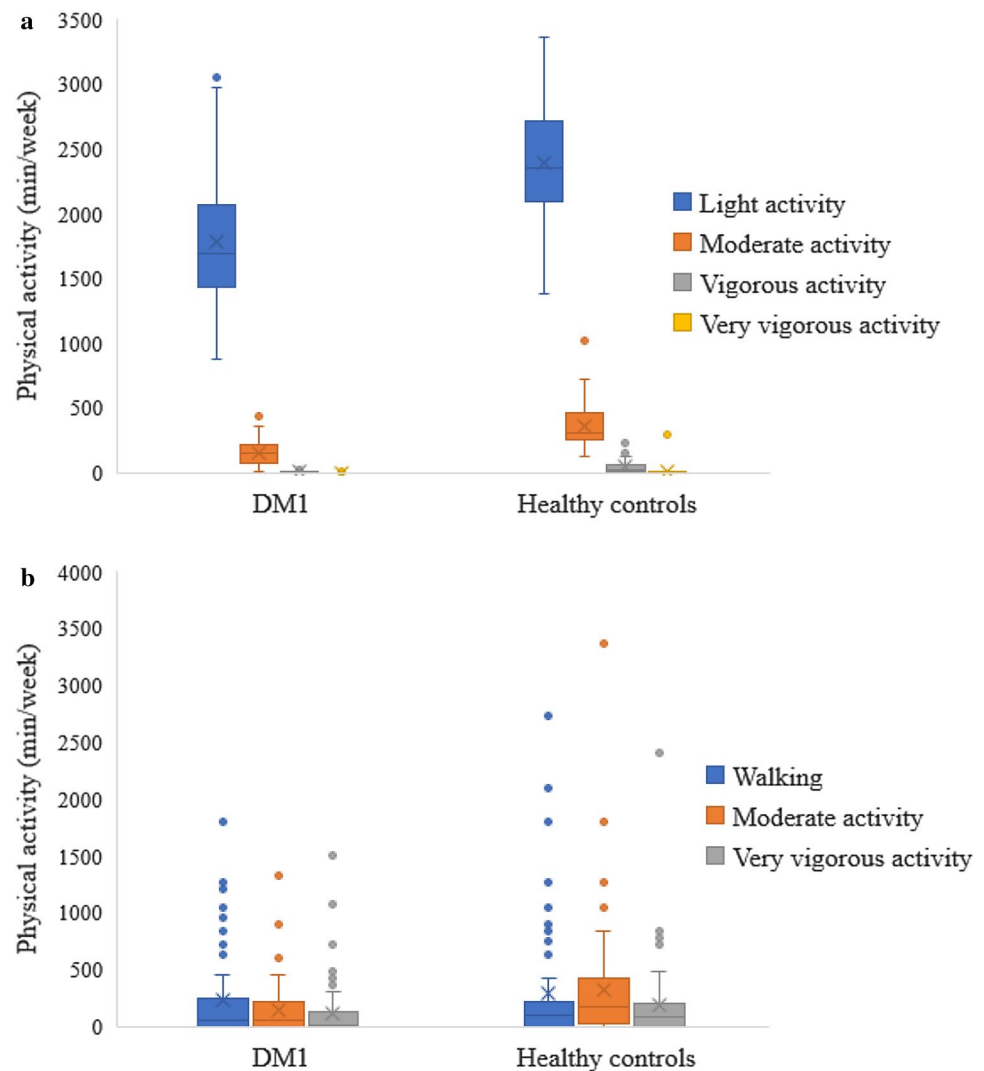 a
Physical activity (min/week)
3500
3000
2500
2000
1500
1000
500
0
DM1
Healthy controls
Light activity
Moderate activity
Vigorous activity
Very vigorous activity
b
Physical activity (min/week)
4000
3500
3000
2500
2000
1500
1000
500
0
DM1
Healthy controls
Walking
Moderate activity
Very vigorous activity